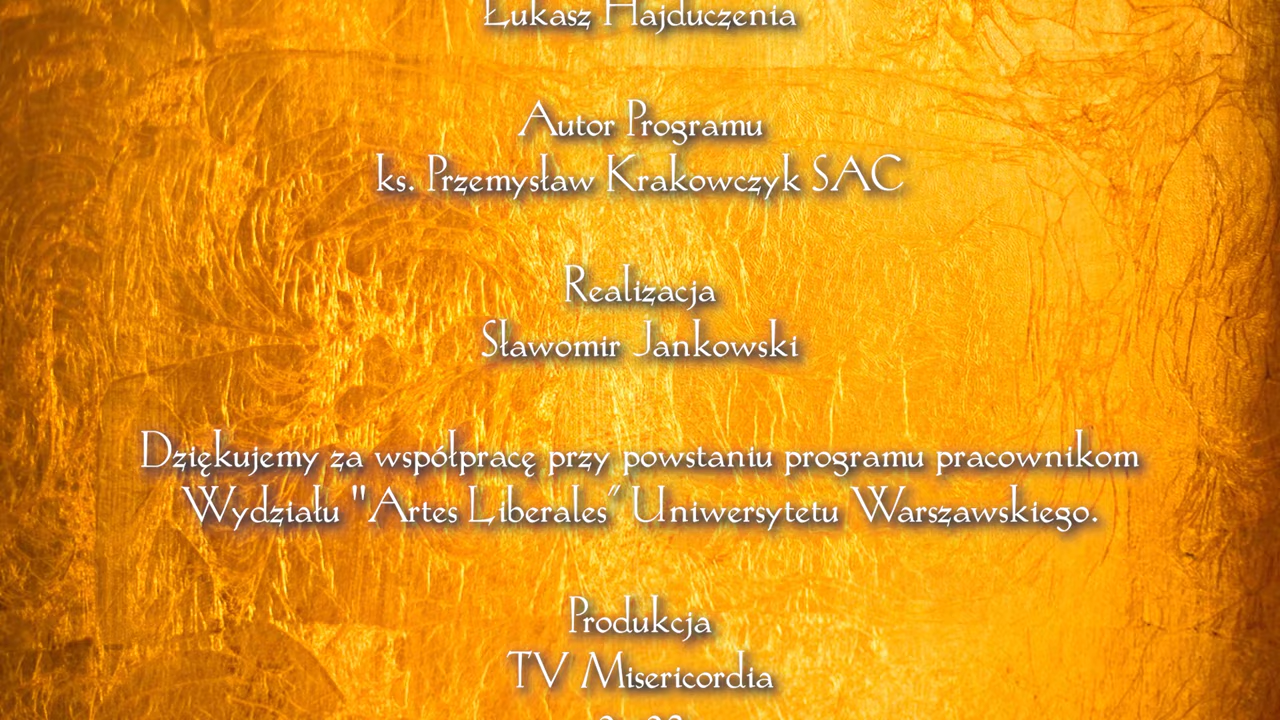 Łukasz Hajduczenia
Autor Programu
ks. Przemysław Krakowczyk SAC
Realizacja
Sławomir Jankowski
Dziękujemy za współpracę przy powstaniu programu pracownikom
Wydziału "Artes Liberales” Uniwersytetu Warszawskiego.
Produkcja
TV Misericordia